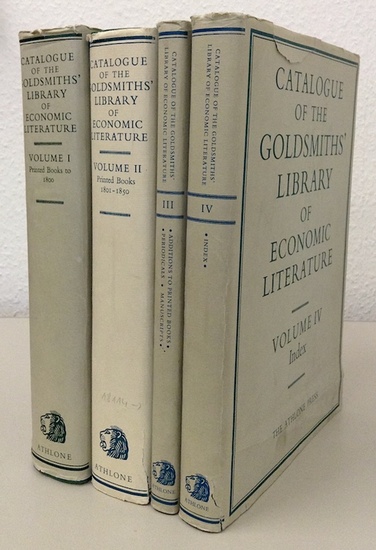 CATALOGUE
OF THE
GOLDSMITHS'
LIBRARY
OF
ECONOMIC
LITERATURE
VOLUME I
Printed Books to
1800
ATHLONE
CATALOGUE
OF THE
GOLDSMITHS'
LIBRARY
OF
ECONOMIC
LITERATURE
VOLUME II
Printed Books
1801-1850
ATHLONE
CATALOGUE OF THE GOLDSMITHS'
LIBRARY OF ECONOMIC LITERATURE
III
• ADDITIONS TO PRINTED BOOKS •
PERIODICALS • MANUSCRIPTS •
ATHLONE
CATALOGUE OF THE GOLDSMITHS'
LIBRARY OF ECONOMIC LITERATURE
IV
• INDEX •
ATHLONE
CATALOGUE
OF THE
GOLDSMITHS'
LIBRARY
OF
ECONOMIC
LITERATURE
VOLUME IV
Index
THE ATHLONE PRESS